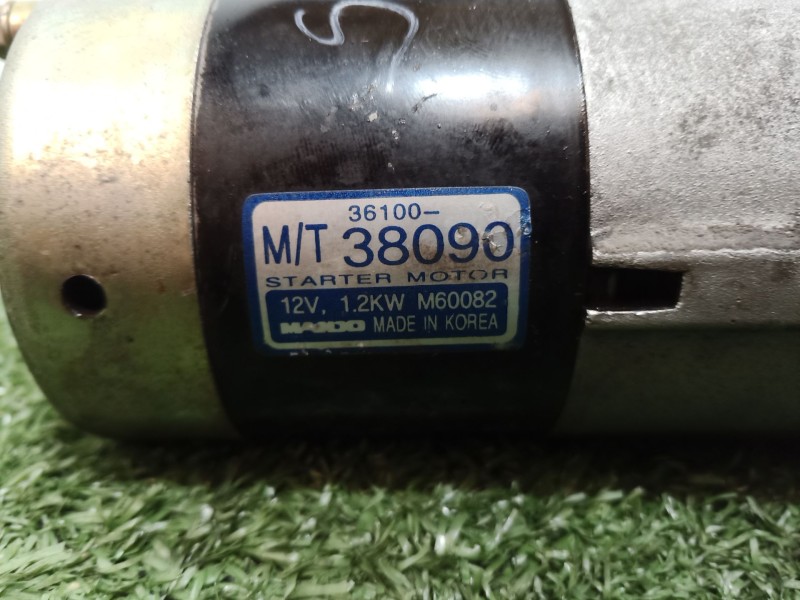 S
36100-
M/T 38090
STARTER MOTOR
12V, 1.2KW M60082
MANDO MADE IN KOREA